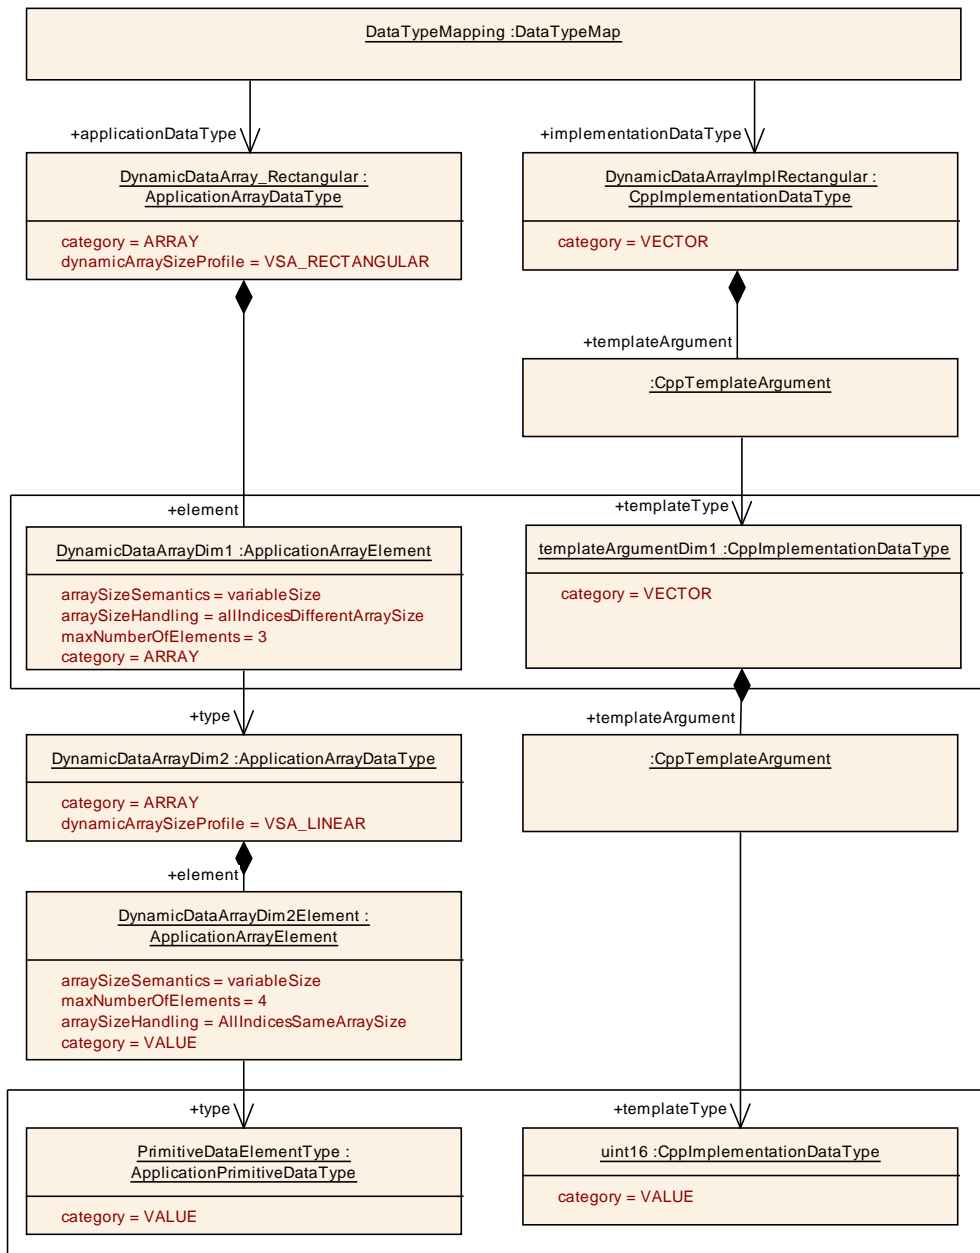 DataTypeMapping :DataTypeMap
+applicationDataType
+implementationDataType
DynamicDataArray_Rectangular :
ApplicationArrayDataType
category = ARRAY
dynamicArraySizeProfile = VSA_RECTANGULAR
DynamicDataArrayImplRectangular :
CppImplementationDataType
category = VECTOR
+templateArgument
:CppTemplateArgument
+element
+templateType
DynamicDataArrayDim1 :ApplicationArrayElement
arraySizeSemantics = variableSize
arraySizeHandling = allIndicesDifferentArraySize
maxNumberOfElements = 3
category = ARRAY
templateArgumentDim1 :CppImplementationDataType
category = VECTOR
+type
+templateArgument
DynamicDataArrayDim2 :ApplicationArrayDataType
category = ARRAY
dynamicArraySizeProfile = VSA_LINEAR
:CppTemplateArgument
+element
DynamicDataArrayDim2Element :
ApplicationArrayElement
arraySizeSemantics = variableSize
maxNumberOfElements = 4
arraySizeHandling = AllIndicesSameArraySize
category = VALUE
+type
+templateType
PrimitiveDataElementType :
ApplicationPrimitiveDataType
category = VALUE
uint16 :CppImplementationDataType
category = VALUE